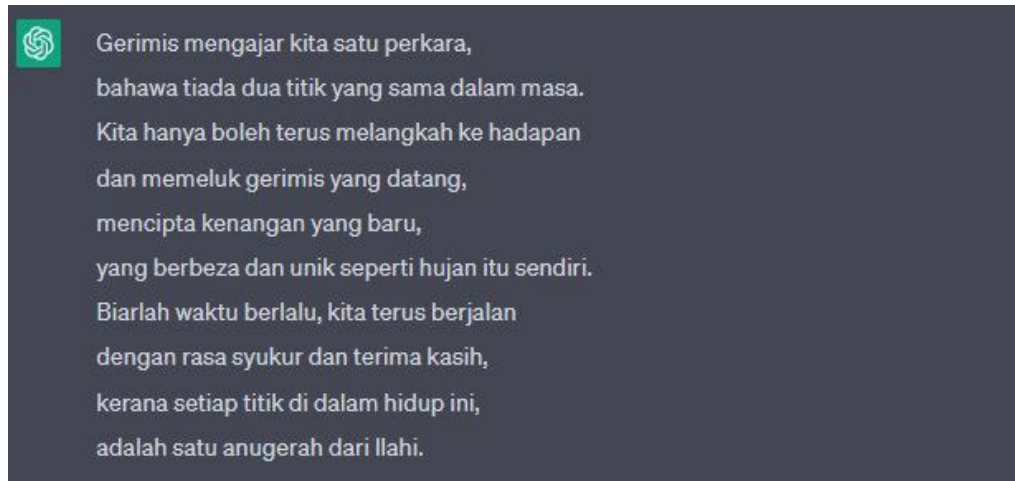 Gerimis mengajar kita satu perkara,
bahawa tiada dua titik yang sama dalam masa.
Kita hanya boleh terus melangkah ke hadapan
dan memeluk gerimis yang datang,
mencipta kenangan yang baru,
yang berbeza dan unik seperti hujan itu sendiri.
Biarlah waktu berlalu, kita terus berjalan
dengan rasa syukur dan terima kasih,
kerana setiap titik di dalam hidup ini,
adalah satu anugerah dari Ilahi.